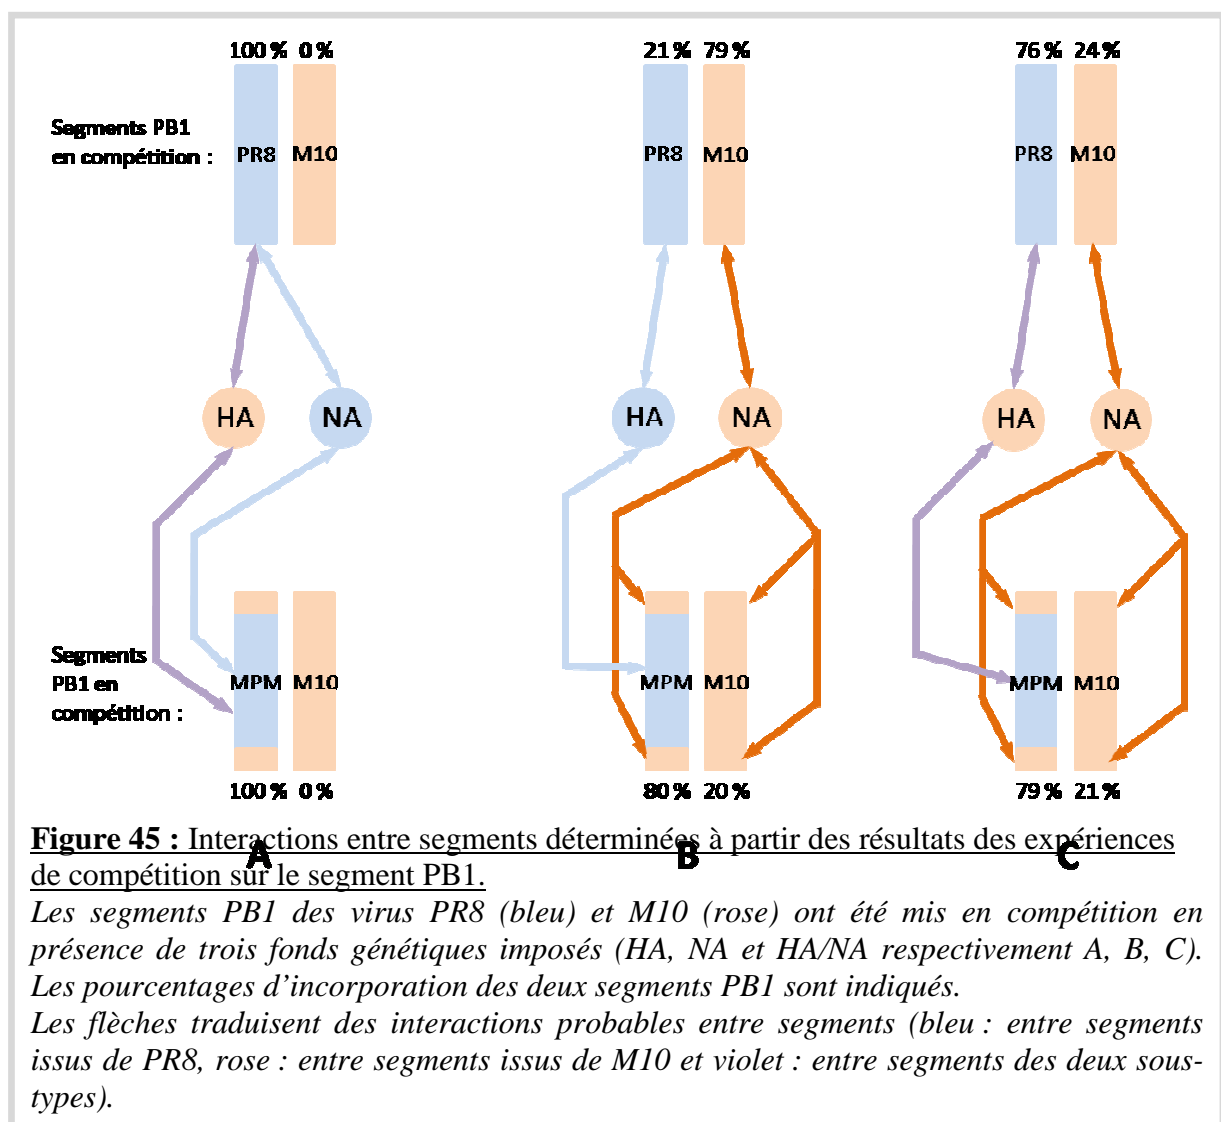 100 % 0 % 21 % 79 % 76 % 24 %
Segments PB1
en compétition :
PR8 M10 PR8 M10 PR8 M10
HA NA HA NA HA NA
Segments
PB1 en
compétition :
MPM M10 MPM M10 MPM M10
100 % 0 % 80 % 20 % 79 % 21 %
A B C
Figure 45 : Interactions entre segments déterminées à partir des résultats des expériences
de compétition sur le segment PB1.
Les segments PB1 des virus PR8 (bleu) et M10 (rose) ont été mis en compétition en
présence de trois fonds génétiques imposés (HA, NA et HA/NA respectivement A, B, C).
Les pourcentages d'incorporation des deux segments PB1 sont indiqués.
Les flèches traduisent des interactions probables entre segments (bleu : entre segments
issus de PR8, rose : entre segments issus de M10 et violet : entre segments des deux sous-
types).